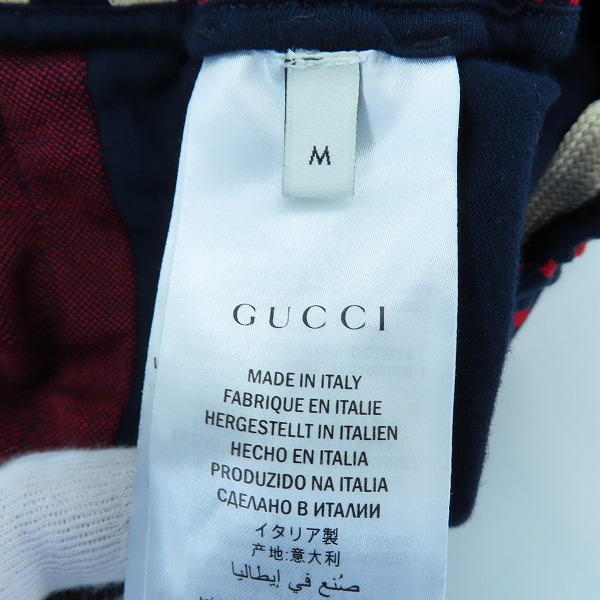 M
GUCCI
MADE IN ITALY
FABRIQUE EN ITALIE
HERGESTELLT IN ITALIEN
HECHO EN ITALIA
PRODUZIDO NA ITALIA
СДЕЛАНО В ИТАЛИИ
イタリア製
产地:意大利
صُنع في إيطاليا